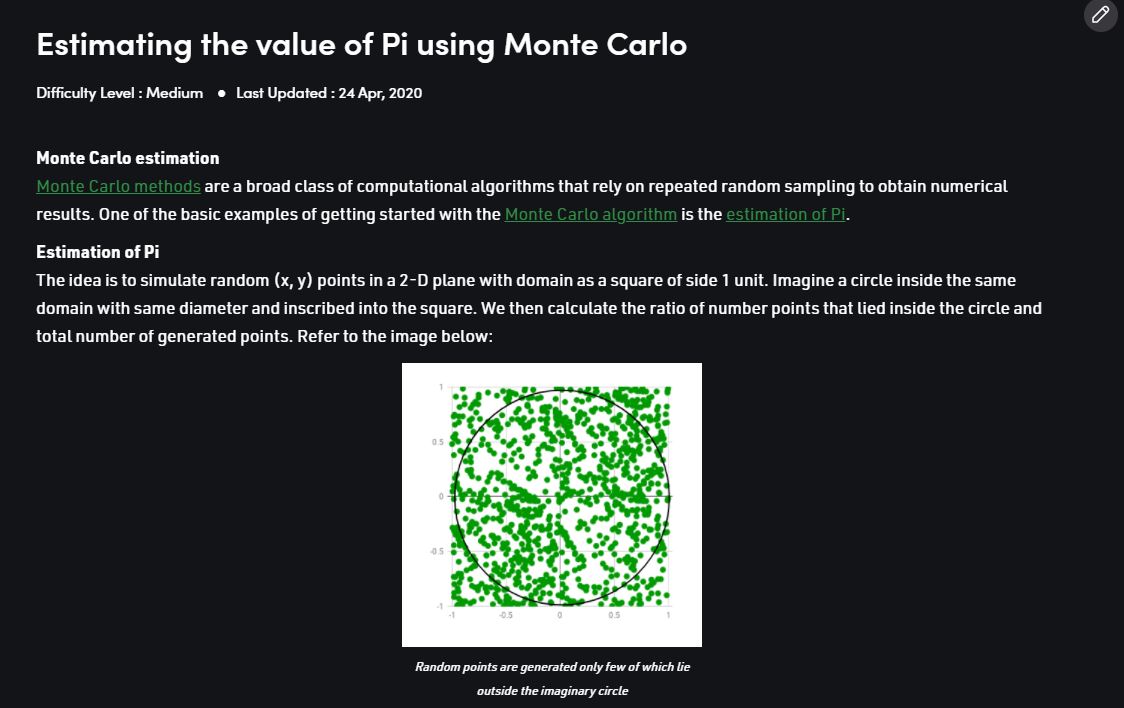 Estimating the value of Pi using Monte Carlo
Difficulty Level : Medium ● Last Updated : 24 Apr, 2020
Monte Carlo estimation
Monte Carlo methods are a broad class of computational algorithms that rely on repeated random sampling to obtain numerical
results. One of the basic examples of getting started with the Monte Carlo algorithm is the estimation of Pi.
Estimation of Pi
The idea is to simulate random (x, y) points in a 2-D plane with domain as a square of side 1 unit. Imagine a circle inside the same
domain with same diameter and inscribed into the square. We then calculate the ratio of number points that lied inside the circle and
total number of generated points. Refer to the image below:
1
0.5
0
-0.5
-1
-1 -0.5 0 0.5 1
Random points are generated only few of which lie
outside the imaginary circle